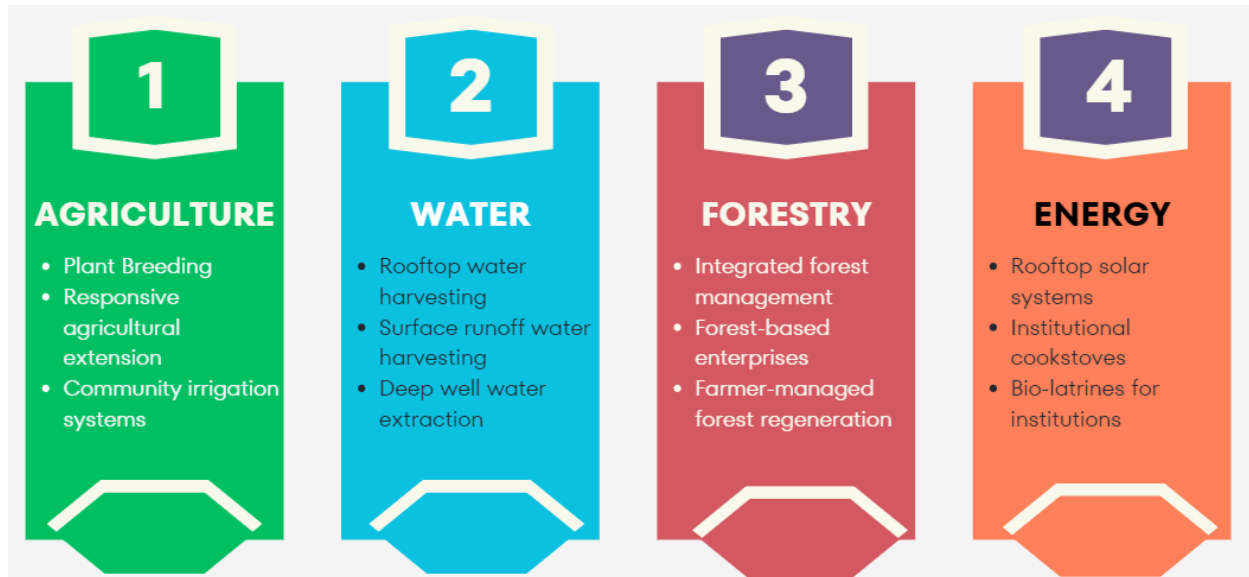 1
AGRICULTURE
• Plant Breeding
• Responsive
agricultural
extension
• Community irrigation
systems
2
WATER
• Rooftop water
harvesting
• Surface runoff water
harvesting
• Deep well water
extraction
3
FORESTRY
• Integrated forest
management
• Forest-based
enterprises
• Farmer-managed
forest regeneration
4
ENERGY
• Rooftop solar
systems
• Institutional
cookstoves
• Bio-latrines for
institutions